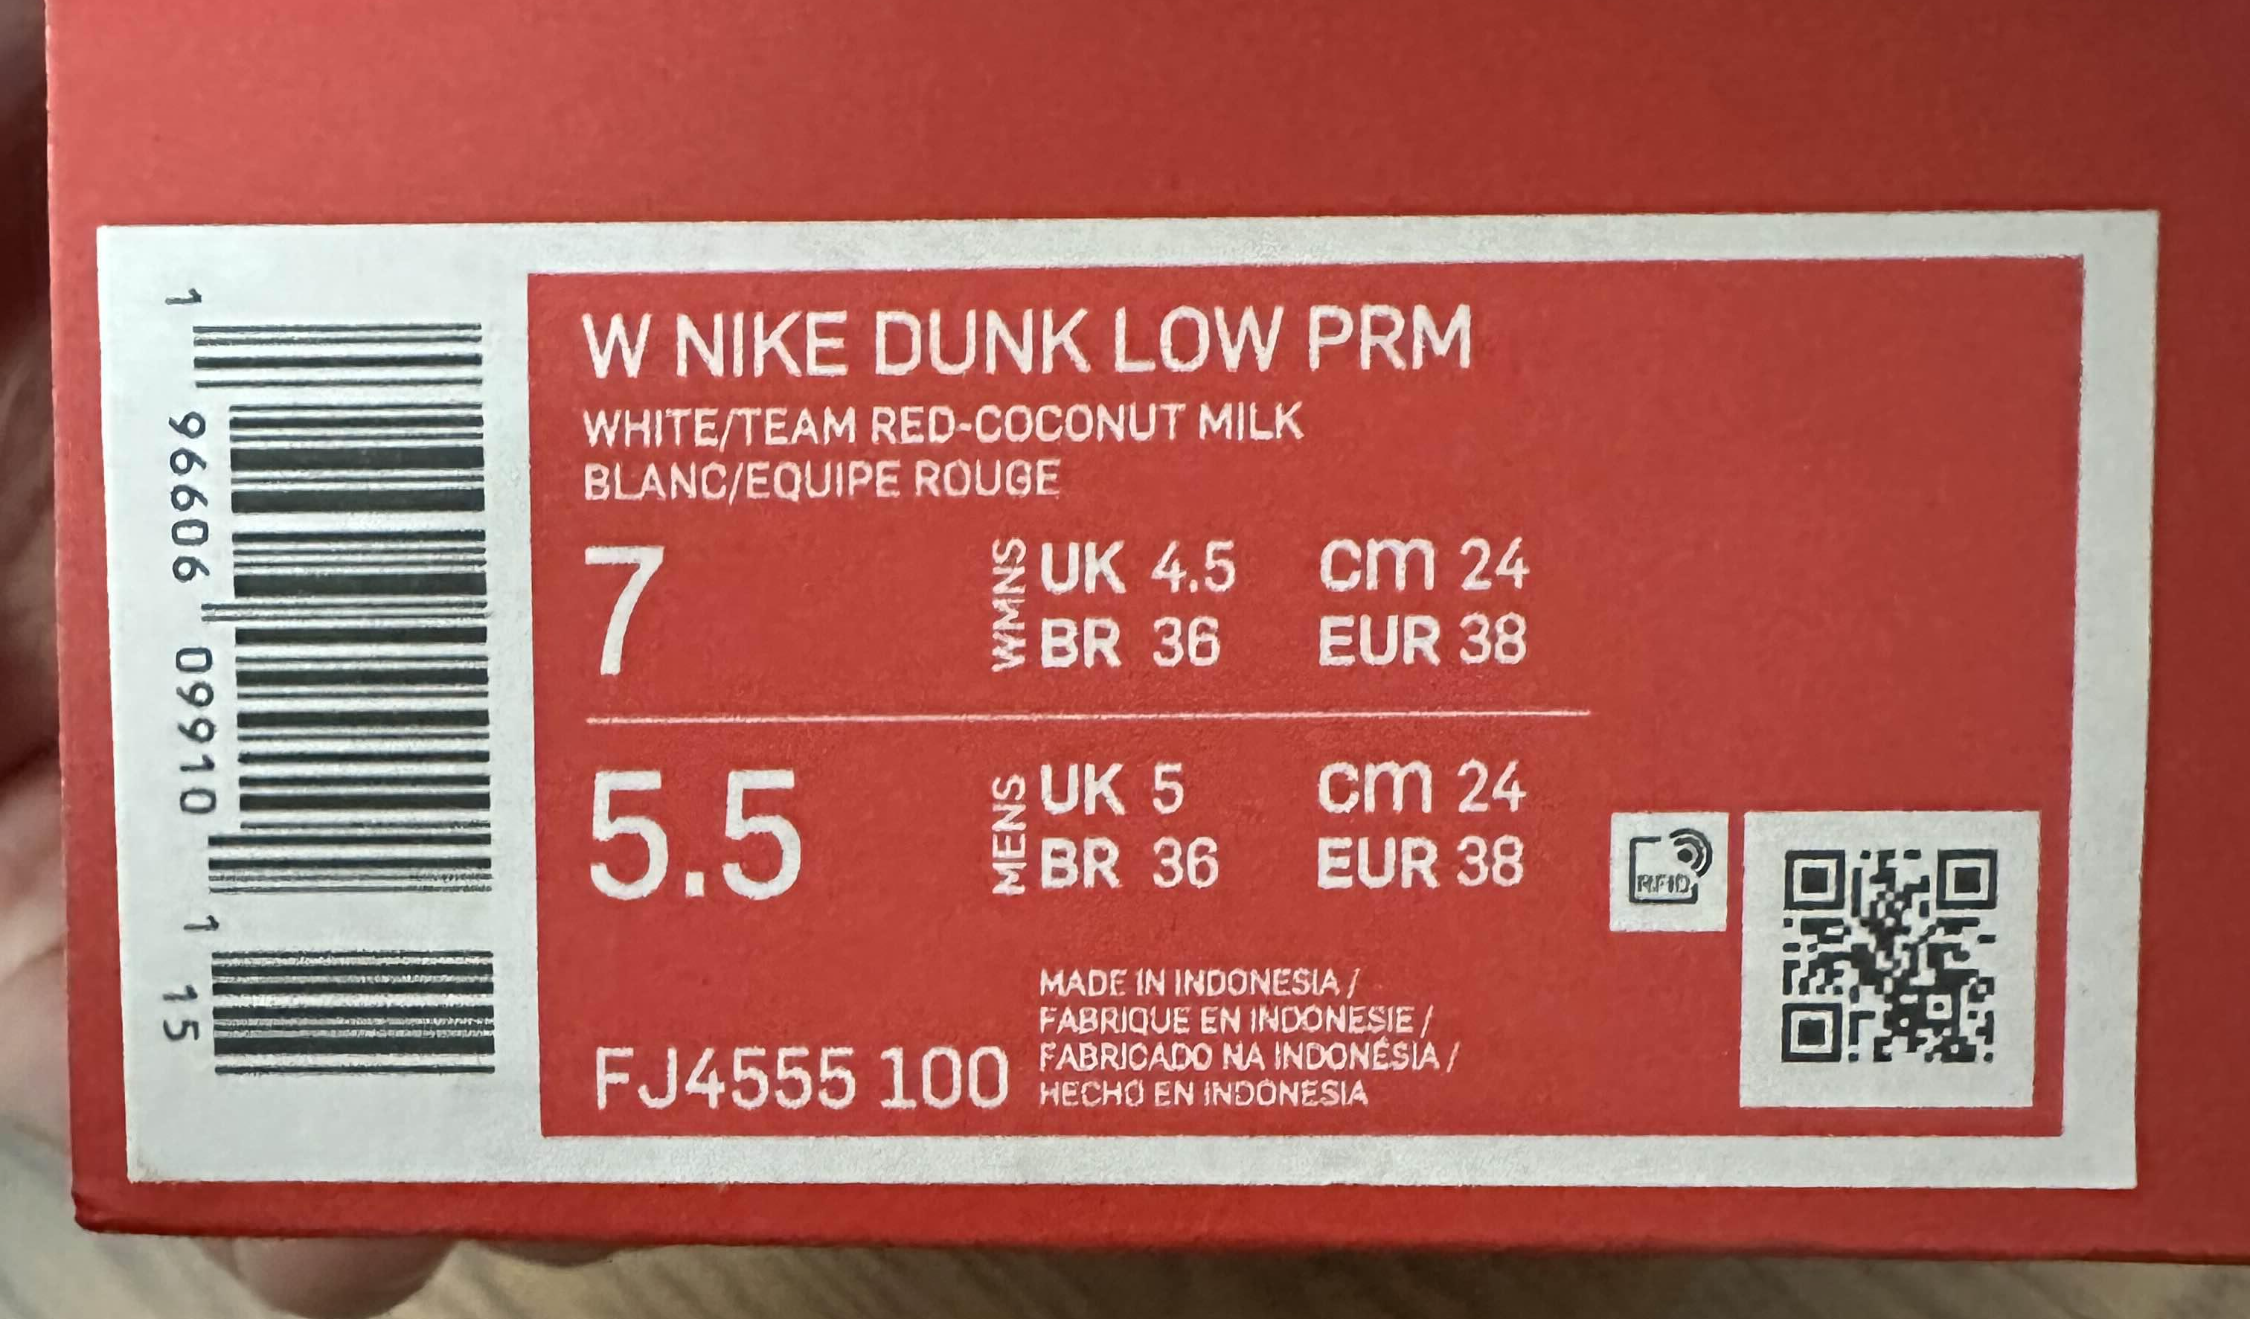 1 96606 09910 1 15
W NIKE DUNK LOW PRM
WHITE/TEAM RED-COCONUT MILK
BLANC/EQUIPE ROUGE
7 WMNS UK 4.5 cm 24
BR 36 EUR 38
5.5 MENS UK 5 cm 24
BR 36 EUR 38
RFID
MADE IN INDONESIA /
FABRIQUE EN INDONESIE /
FABRICADO NA INDONÉSIA /
HECHO EN INDONESIA
FJ4555 100